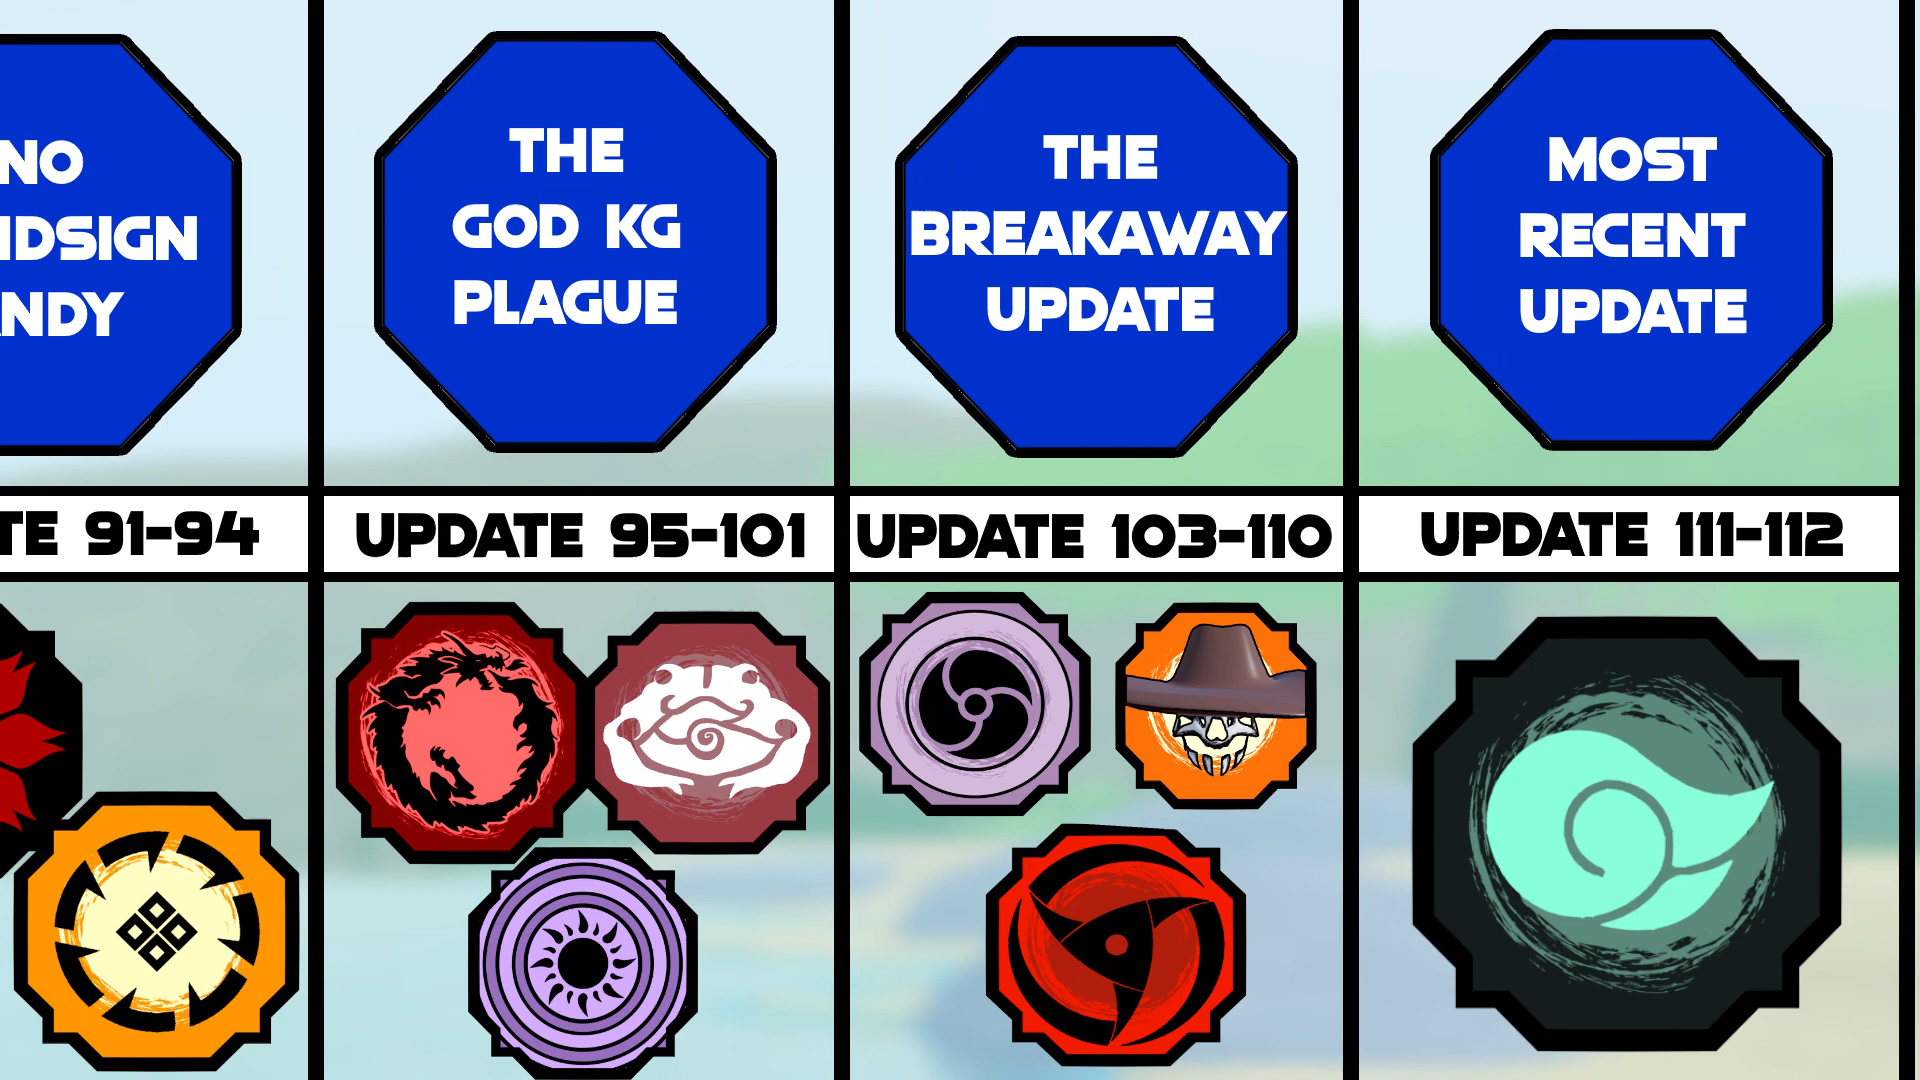 NO
NDSIGN
NDY
TE 91-94
THE
GOD KG
PLAGUE
UPDATE 95-101
THE
BREAKAWAY
UPDATE
UPDATE 103-110
MOST
RECENT
UPDATE
UPDATE 111-112